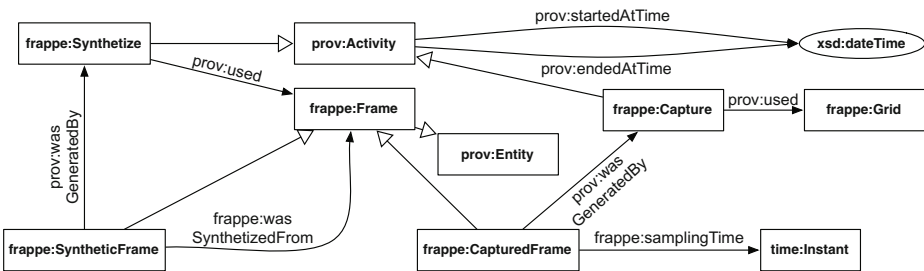 prov:startedAtTime
frappe:Synthetize
prov:Activity
xsd:dateTime
prov:used
prov:endedAtTime
frappe:Frame
frappe:Capture
prov:used
frappe:Grid
prov:was
GeneratedBy
prov:Entity
prov:was
GeneratedBy
frappe:was
SynthetizedFrom
frappe:SyntheticFrame
frappe:CapturedFrame
frappe:samplingTime
time:Instant